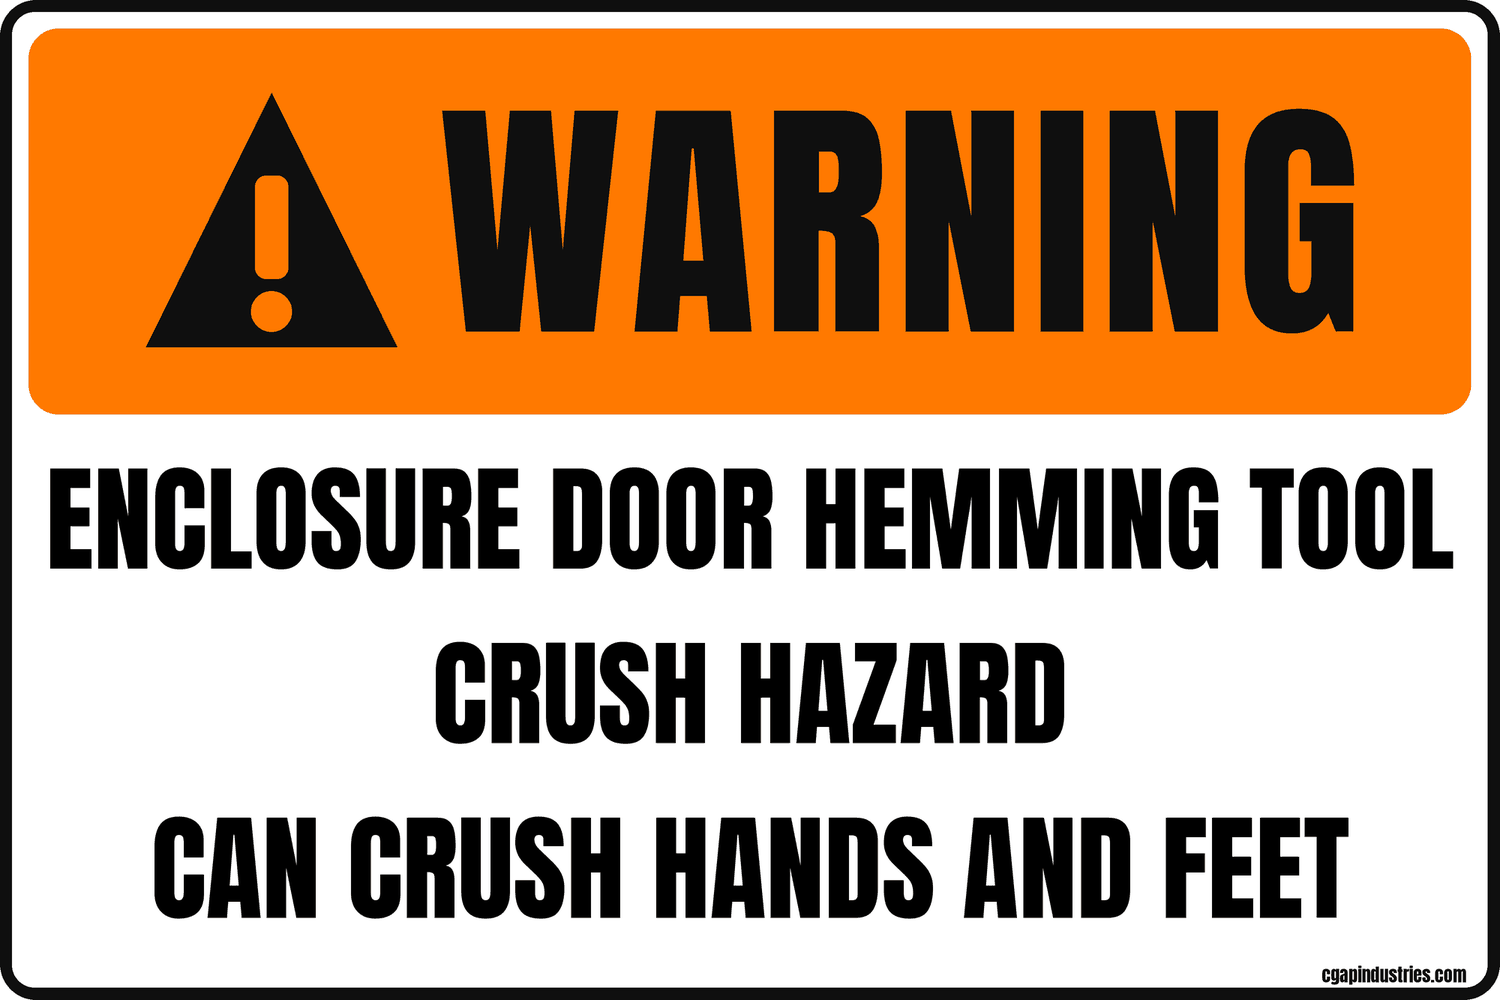 WARNING
ENCLOSURE DOOR HEMMING TOOL
CRUSH HAZARD
CAN CRUSH HANDS AND FEET
cgapindustries.com